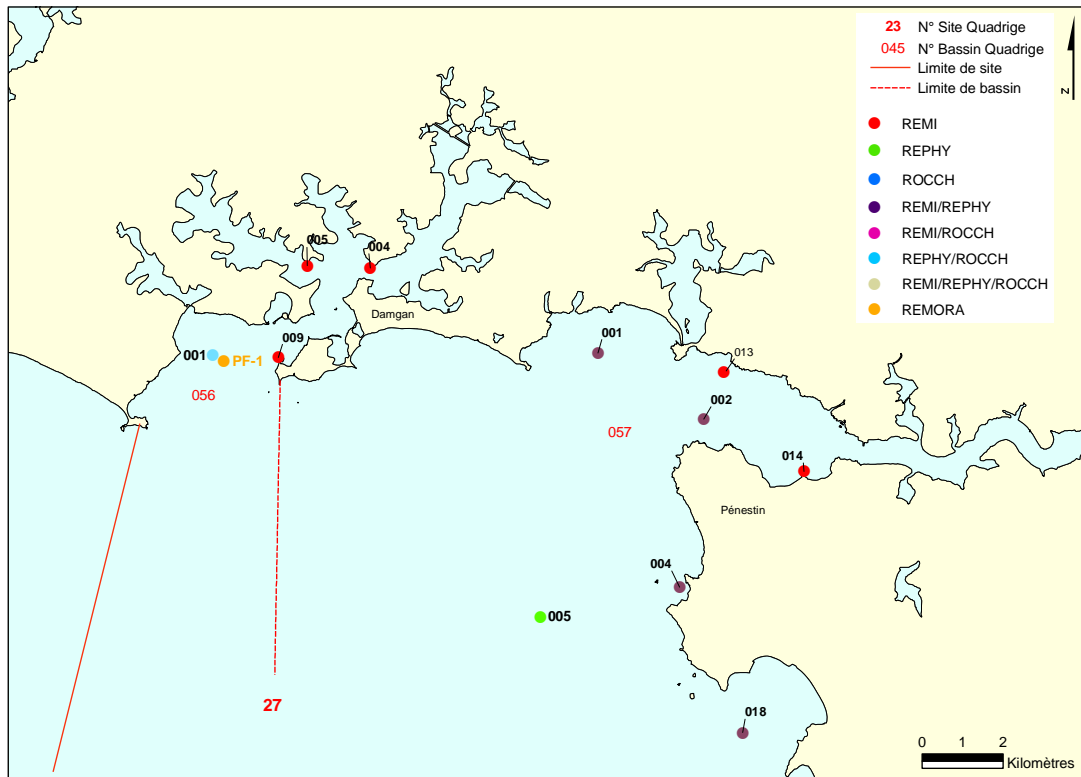 23 N° Site Quadrige
045 N° Bassin Quadrige
Limite de site
Limite de bassin
N
REMI
REPHY
ROCCH
REMI/REPHY
REMI/ROCCH
REPHY/ROCCH
REMI/REPHY/ROCCH
REMORA
005
004
Damgan
009
001
001
PF-1
013
056
002
057
014
Pénestin
004
005
27
018
0 1 2
Kilomètres